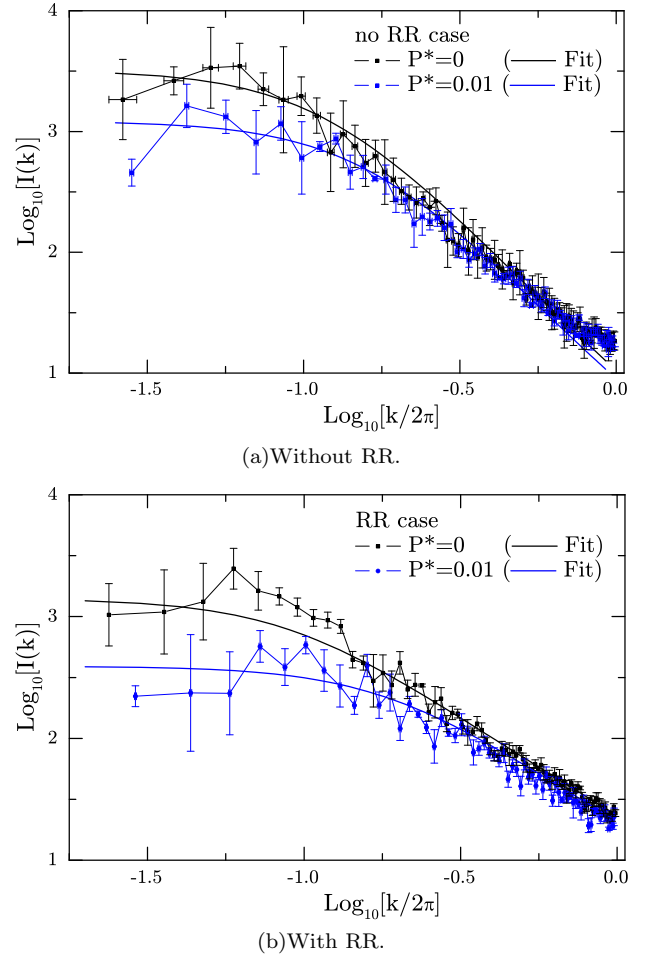 no RR case
P*=0 (— Fit)
P*=0.01 (— Fit)
4
3
2
1
Log₁₀[I(k)]
-1.5 -1.0 -0.5 0.0
Log₁₀[k/2π]
(a)Without RR.
RR case
P*=0 (— Fit)
P*=0.01 (— Fit)
4
3
2
1
Log₁₀[I(k)]
-1.5 -1.0 -0.5 0.0
Log₁₀[k/2π]
(b)With RR.